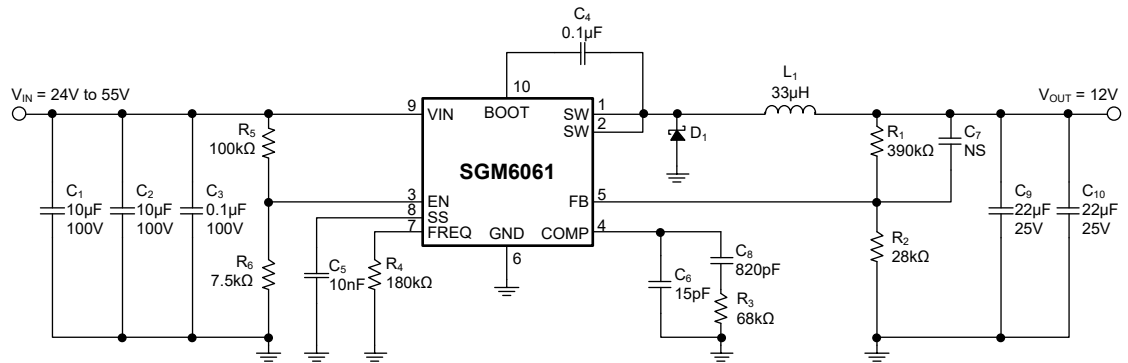 C4
0.1µF
VIN = 24V to 55V
VOUT = 12V
L1
33µH
10
BOOT
9
VIN
SW
1
SW
2
D1
SGM6061
R5
100kΩ
R1
390kΩ
C7
NS
3
EN
8
SS
7
FREQ
GND
6
FB
5
COMP
4
C1
10µF
100V
C2
10µF
100V
C3
0.1µF
100V
R6
7.5kΩ
C5
10nF
R4
180kΩ
C6
15pF
C8
820pF
R3
68kΩ
R2
28kΩ
C9
22µF
25V
C10
22µF
25V